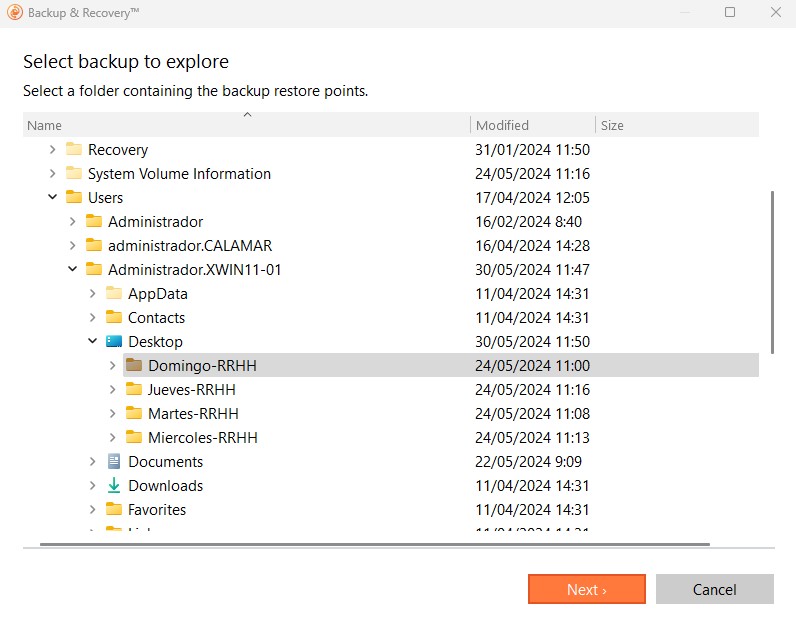 Backup & Recovery™
Select backup to explore
Select a folder containing the backup restore points.
Name Modified Size
Recovery 31/01/2024 11:50
System Volume Information 24/05/2024 11:16
Users 17/04/2024 12:05
Administrador 16/02/2024 8:40
administrador.CALAMAR 16/04/2024 14:28
Administrador.XWIN11-01 30/05/2024 11:47
AppData 11/04/2024 14:31
Contacts 11/04/2024 14:31
Desktop 30/05/2024 11:50
Domingo-RRHH 24/05/2024 11:00
Jueves-RRHH 24/05/2024 11:16
Martes-RRHH 24/05/2024 11:08
Miercoles-RRHH 24/05/2024 11:13
Documents 22/05/2024 9:09
Downloads 11/04/2024 14:31
Favorites 11/04/2024 14:31
Next ›
Cancel